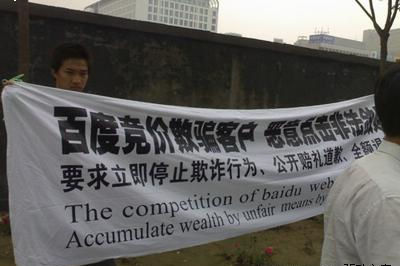 百度竞价欺骗客户 恶意点击非法
要求立即停止欺诈行为、公开赔礼道歉、全额
The competition of baidu web
Accumulate wealth by unfair means by